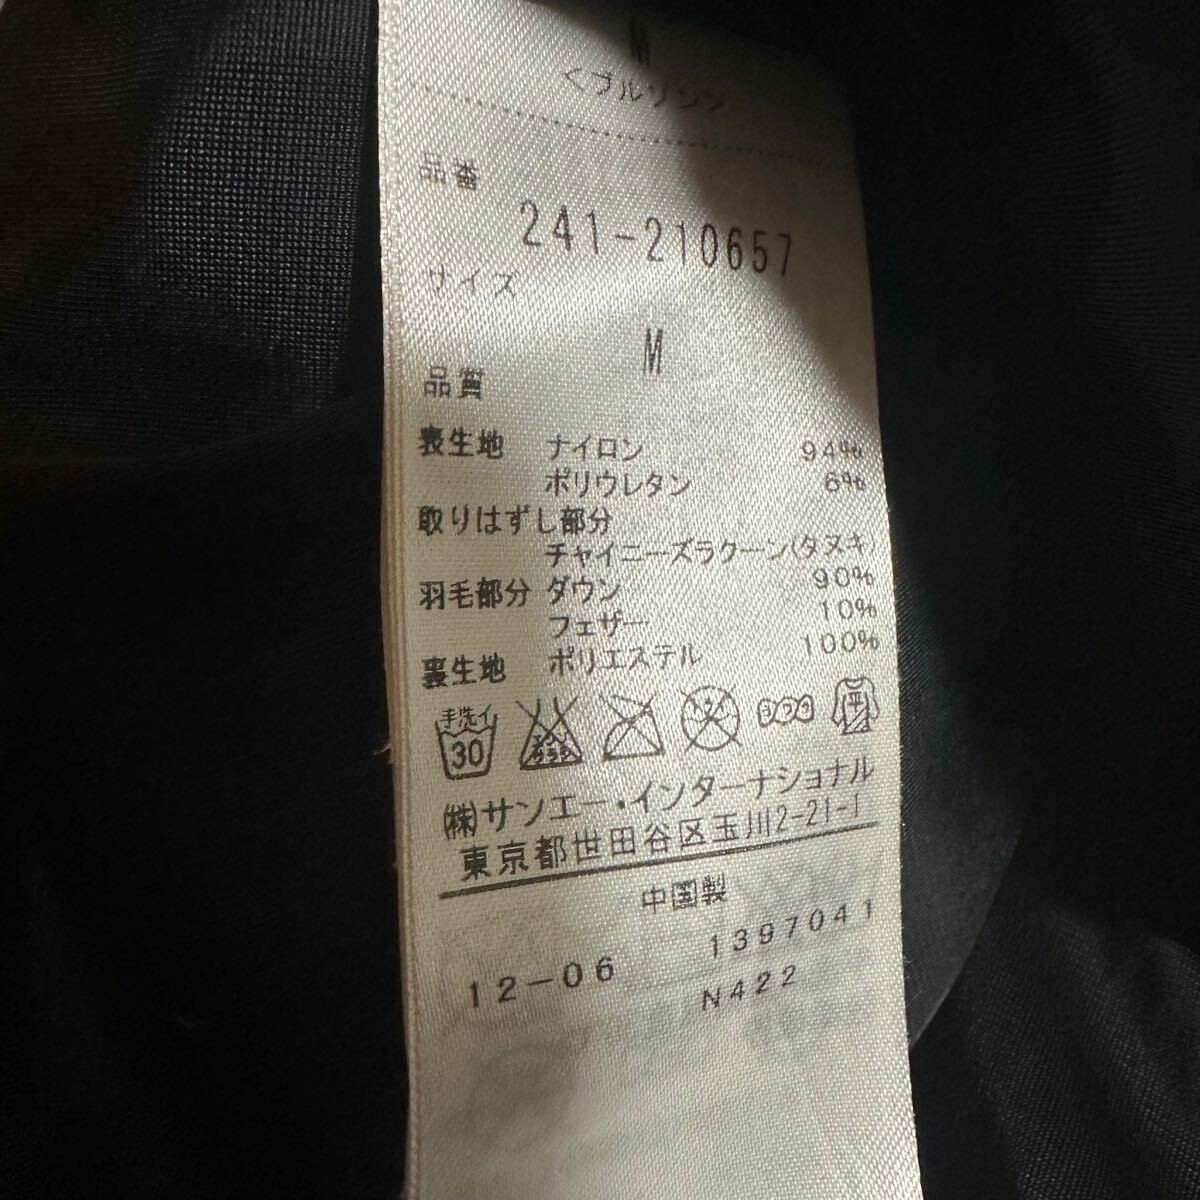 M
<ブルゾン>
品番
241-210657
サイズ
M
品質
表生地 ナイロン 94%
ポリウレタン 6%
取りはずし部分
チャイニーズラクーン(タヌキ)
羽毛部分 ダウン 90%
フェザー 10%
裏生地 ポリエステル 100%
手洗イ
30
平
(株)サンエー・インターナショナル
東京都世田谷区玉川2-21-1
中国製
12-06 1397041
N422